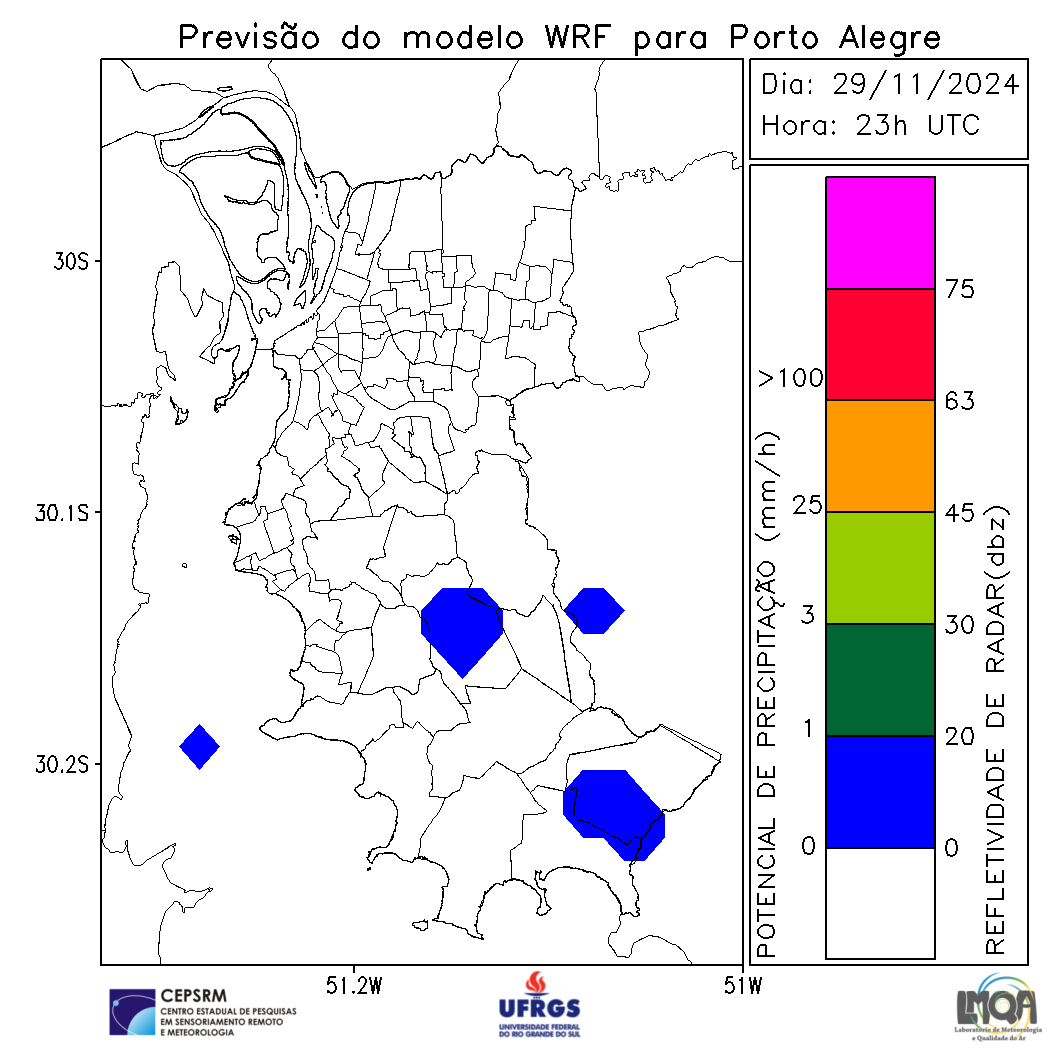 Previsão do modelo WRF para Porto Alegre
Dia: 29/11/2024
Hora: 23h UTC
30S
30.1S
30.2S
51.2W
51W
POTENCIAL DE PRECIPITAÇÃO (mm/h)
>100
25
3
1
0
75
63
45
30
20
0
REFLETIVIDADE DE RADAR(dbz)
CEPSRM
CENTRO ESTADUAL DE PESQUISAS
EM SENSORIAMENTO REMOTO
E METEOROLOGIA
UFRGS
UNIVERSIDADE FEDERAL
DO RIO GRANDE DO SUL
LMQA
Laboratório de Meteorologia
e Qualidade do Ar